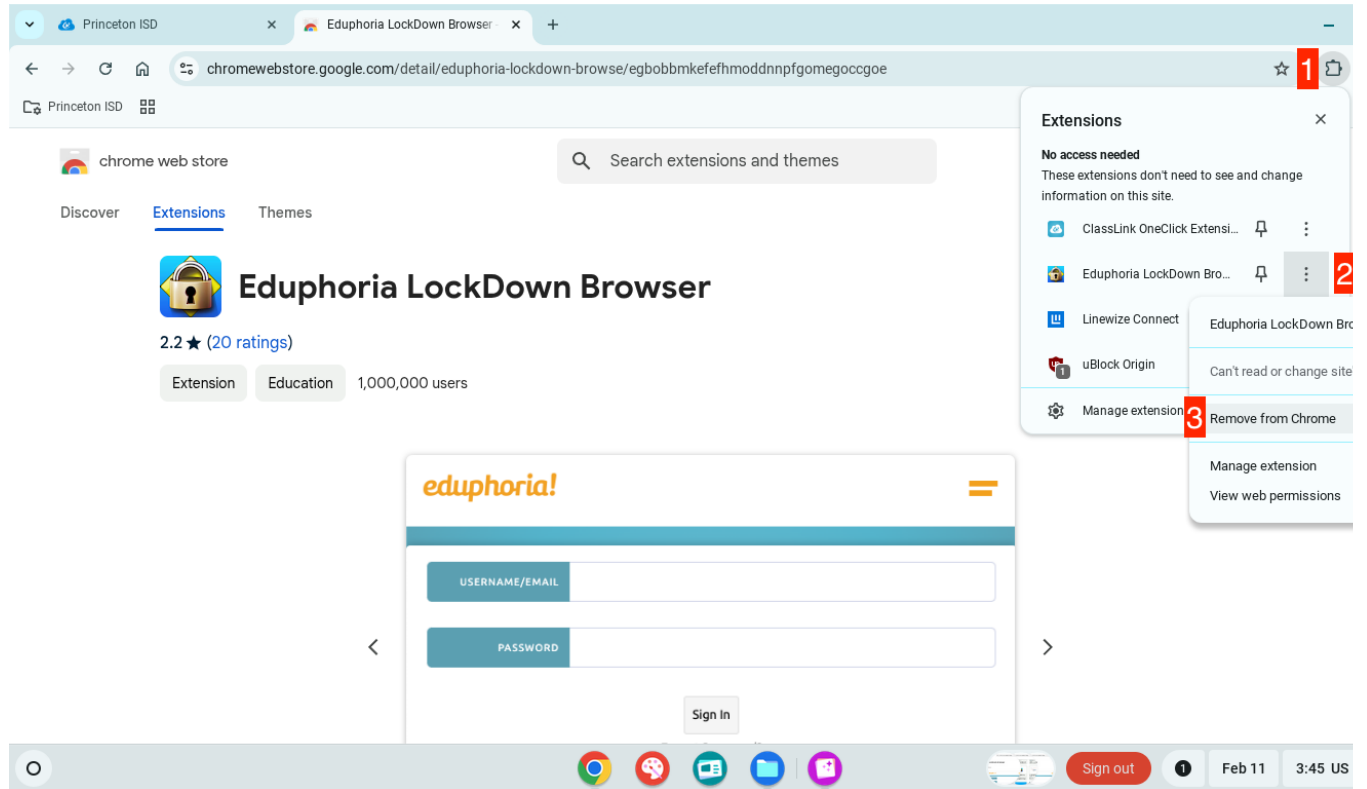 Princeton ISD
Eduphoria LockDown Browser
chromewebstore.google.com/detail/eduphoria-lockdown-browse/egbobbmkefefhmoddnnpfgomegoccgoe
1
Princeton ISD
Extensions
No access needed
These extensions don't need to see and change
information on this site.
ClassLink OneClick Extensi...
Eduphoria LockDown Bro...
2
Linewize Connect
uBlock Origin
1
Manage extension
Eduphoria LockDown Bro
Can't read or change site'
3
Remove from Chrome
Manage extension
View web permissions
chrome web store
Search extensions and themes
Discover Extensions Themes
Eduphoria LockDown Browser
2.2 ★ (20 ratings)
Extension Education 1,000,000 users
eduphoria!
USERNAME/EMAIL
PASSWORD
Sign In
Sign out 1 Feb 11 3:45 US